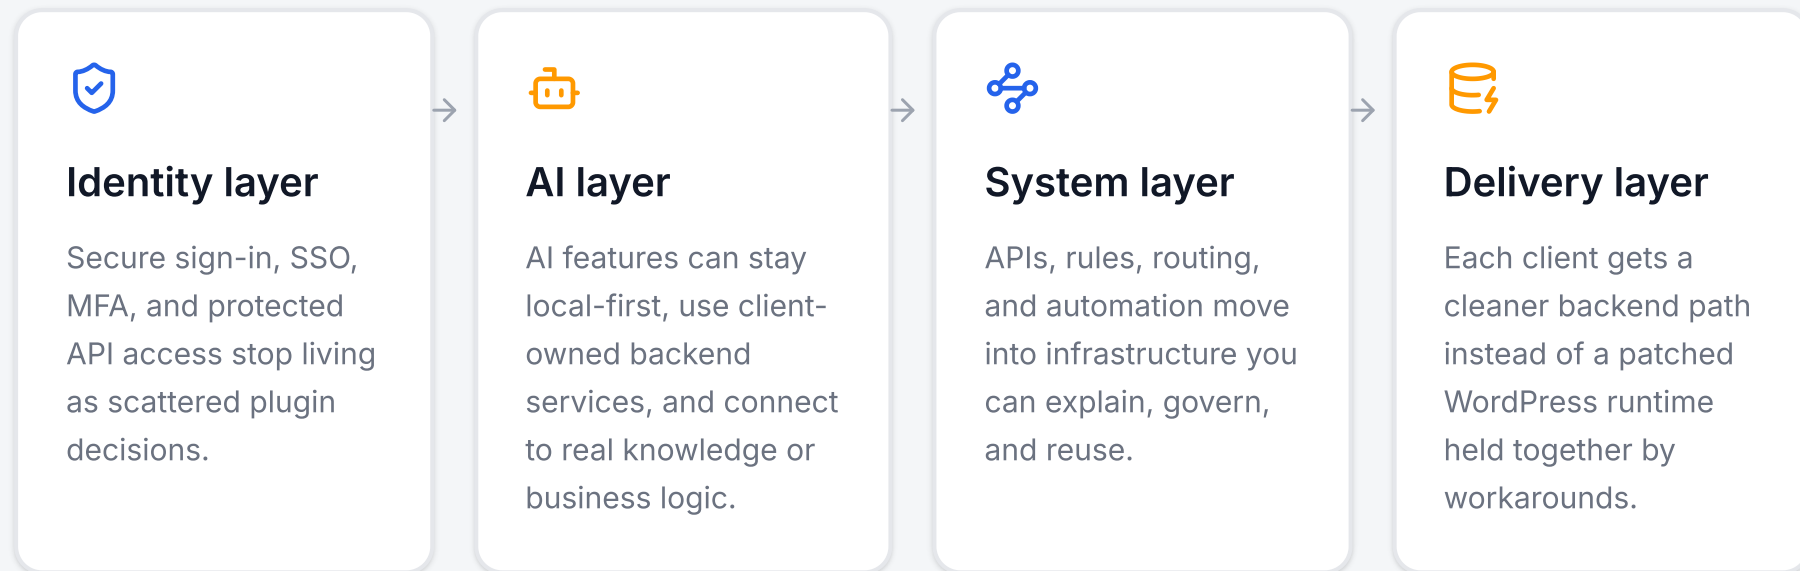 Identity layer
Secure sign-in, SSO,
MFA, and protected
API access stop living
as scattered plugin
decisions.
AI layer
AI features can stay
local-first, use client-
owned backend
services, and connect
to real knowledge or
business logic.
System layer
APIs, rules, routing,
and automation move
into infrastructure you
can explain, govern,
and reuse.
Delivery layer
Each client gets a
cleaner backend path
instead of a patched
WordPress runtime
held together by
workarounds.